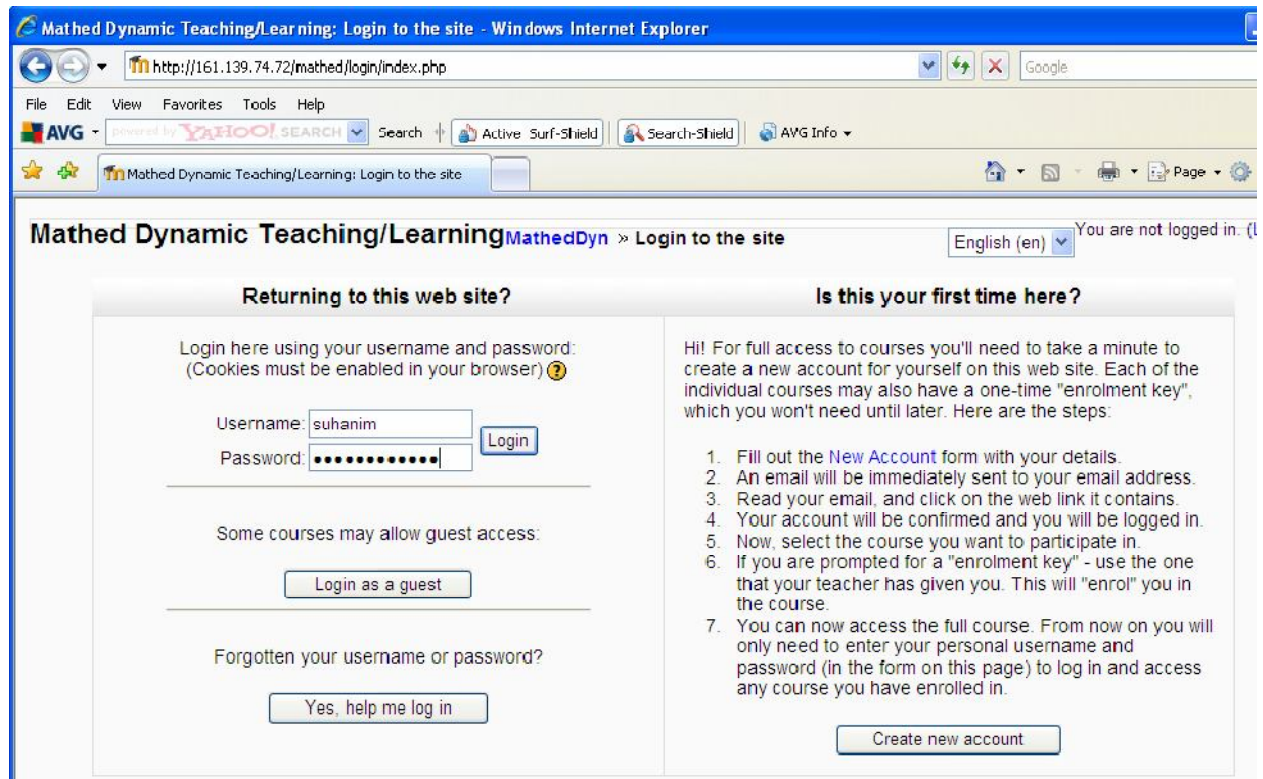 Mathed Dynamic Teaching/Learning: Login to the site - Windows Internet Explorer
http://161.139.74.72/mathed/login/index.php
Google
File Edit View Favorites Tools Help
AVG powered by YAHOO! SEARCH Search Active Surf-Shield Search-Shield AVG Info
Mathed Dynamic Teaching/Learning: Login to the site
Page
Mathed Dynamic Teaching/Learning MathedDyn » Login to the site
English (en)
You are not logged in. (
Returning to this web site?
Login here using your username and password:
(Cookies must be enabled in your browser) ?
Username: suhanim
Password: ••••••••••••
Login
Some courses may allow guest access:
Login as a guest
Forgotten your username or password?
Yes, help me log in
Is this your first time here?
Hi! For full access to courses you'll need to take a minute to
create a new account for yourself on this web site. Each of the
individual courses may also have a one-time "enrolment key",
which you won't need until later. Here are the steps:
1. Fill out the New Account form with your details.
2. An email will be immediately sent to your email address.
3. Read your email, and click on the web link it contains.
4. Your account will be confirmed and you will be logged in.
5. Now, select the course you want to participate in.
6. If you are prompted for a "enrolment key" - use the one
that your teacher has given you. This will "enrol" you in
the course.
7. You can now access the full course. From now on you will
only need to enter your personal username and
password (in the form on this page) to log in and access
any course you have enrolled in.
Create new account